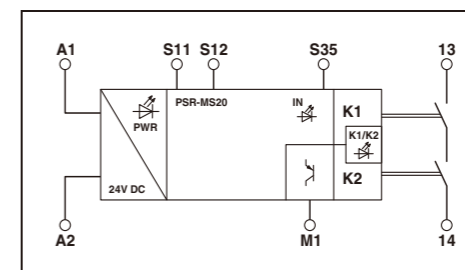 A1 S11 S12 S35 13
PSR-MS20 IN K1
PWR K1/K2
24V DC K2
A2 M1 14